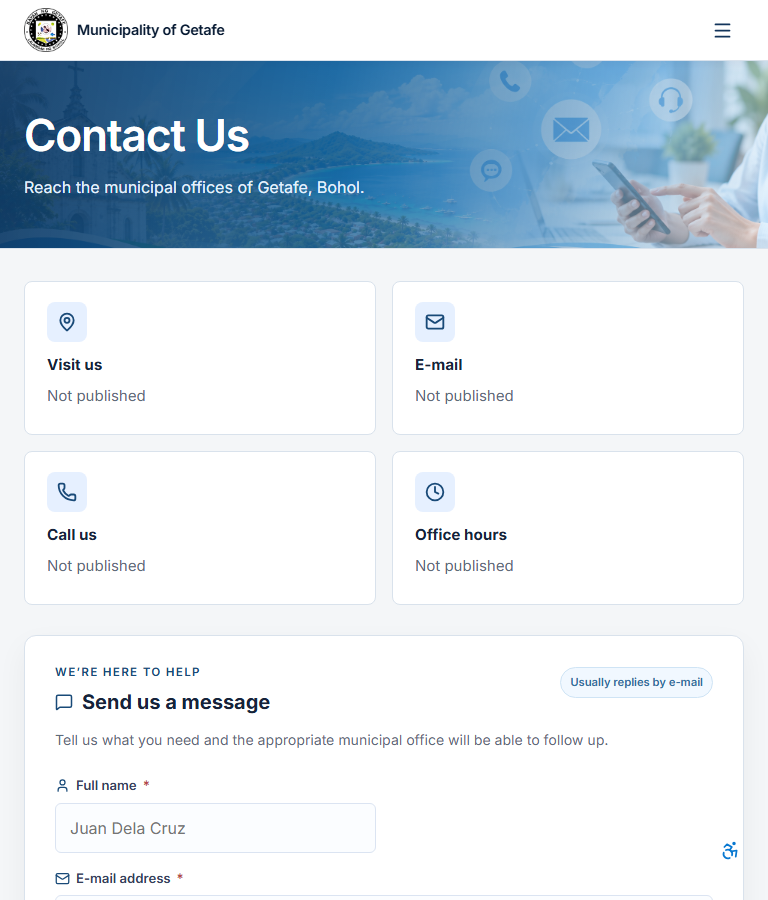 Municipality of Getafe
Contact Us
Reach the municipal offices of Getafe, Bohol.
Visit us
Not published
E-mail
Not published
Call us
Not published
Office hours
Not published
WE'RE HERE TO HELP
Usually replies by e-mail
Send us a message
Tell us what you need and the appropriate municipal office will be able to follow up.
Full name *
Juan Dela Cruz
E-mail address *